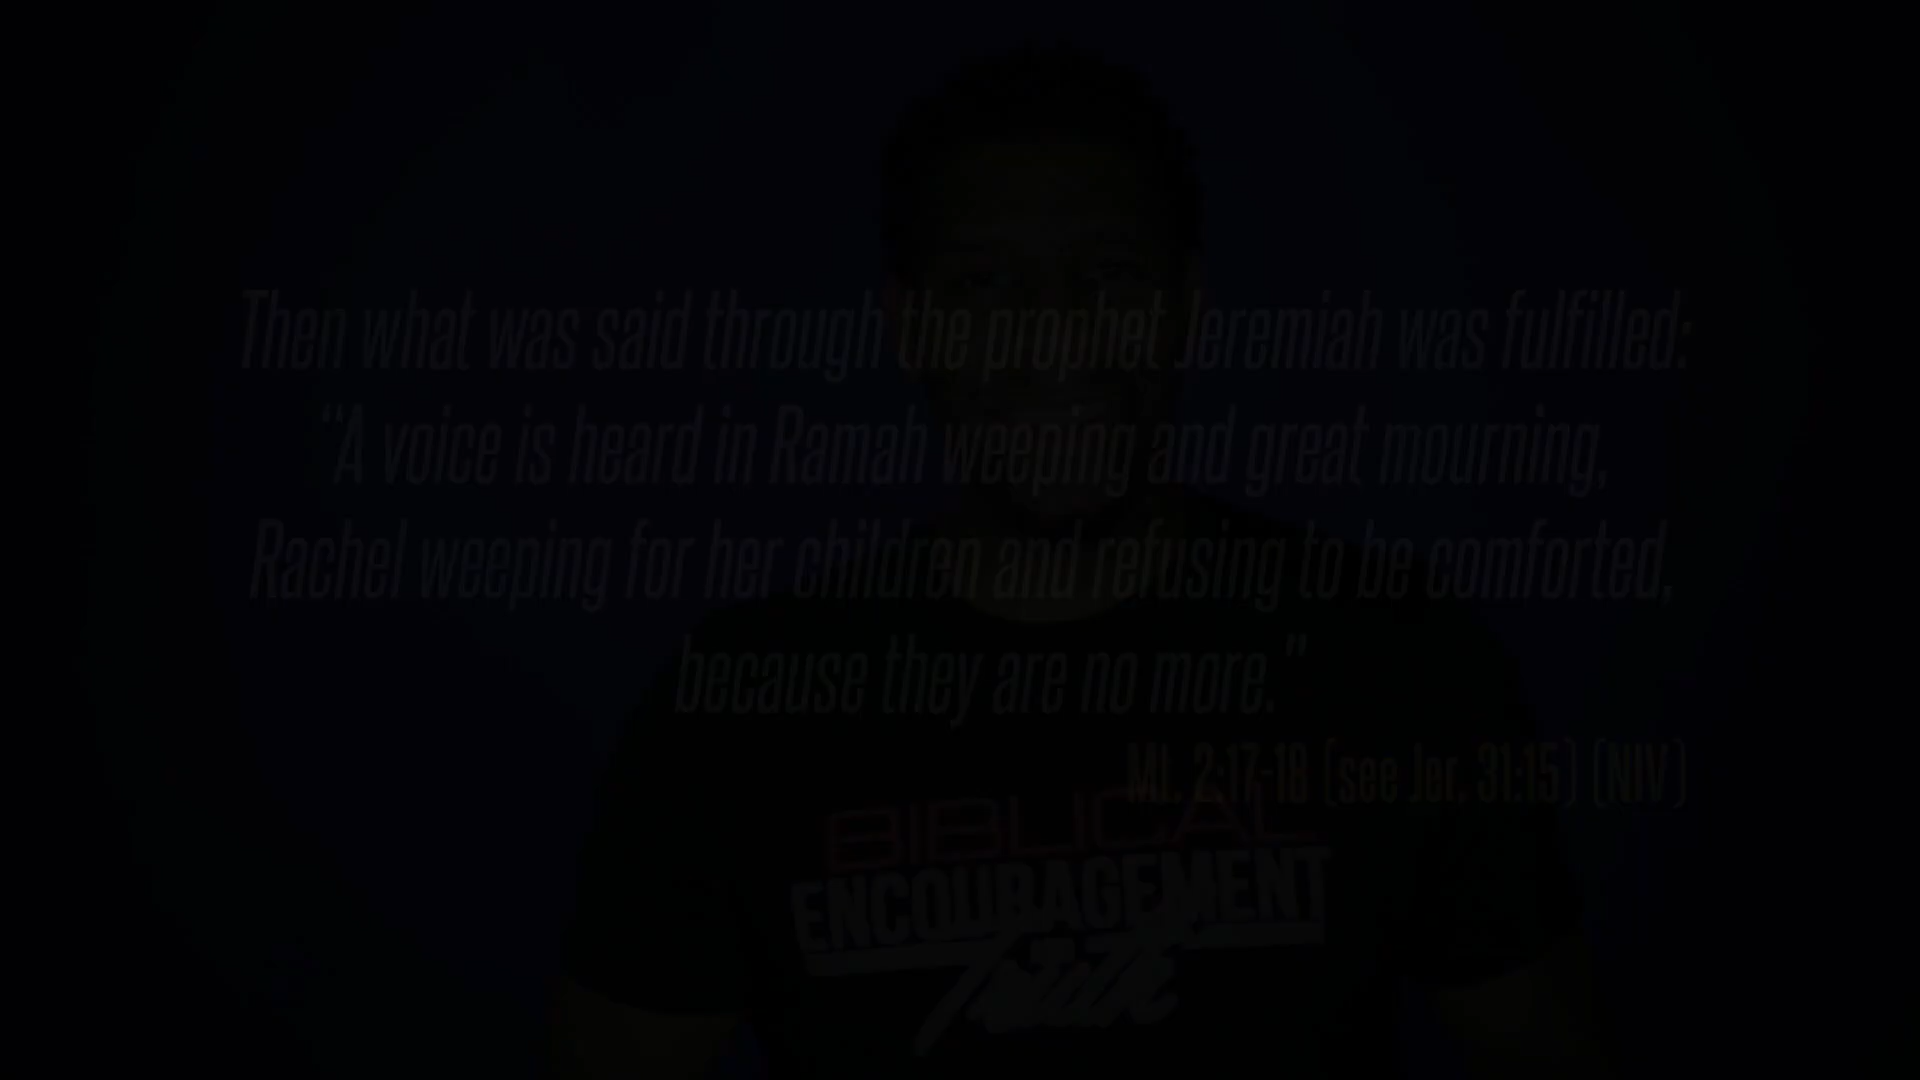 Then what was said through the prophet Jeremiah was fulfilled:
“A voice is heard in Ramah weeping and great mourning,
Rachel weeping for her children and refusing to be comforted,
because they are no more.”
Mt. 2:17-18 (see Jer, 31:15) (NIV)
BIBLICAL
ENCOURAGEMENT
Truth